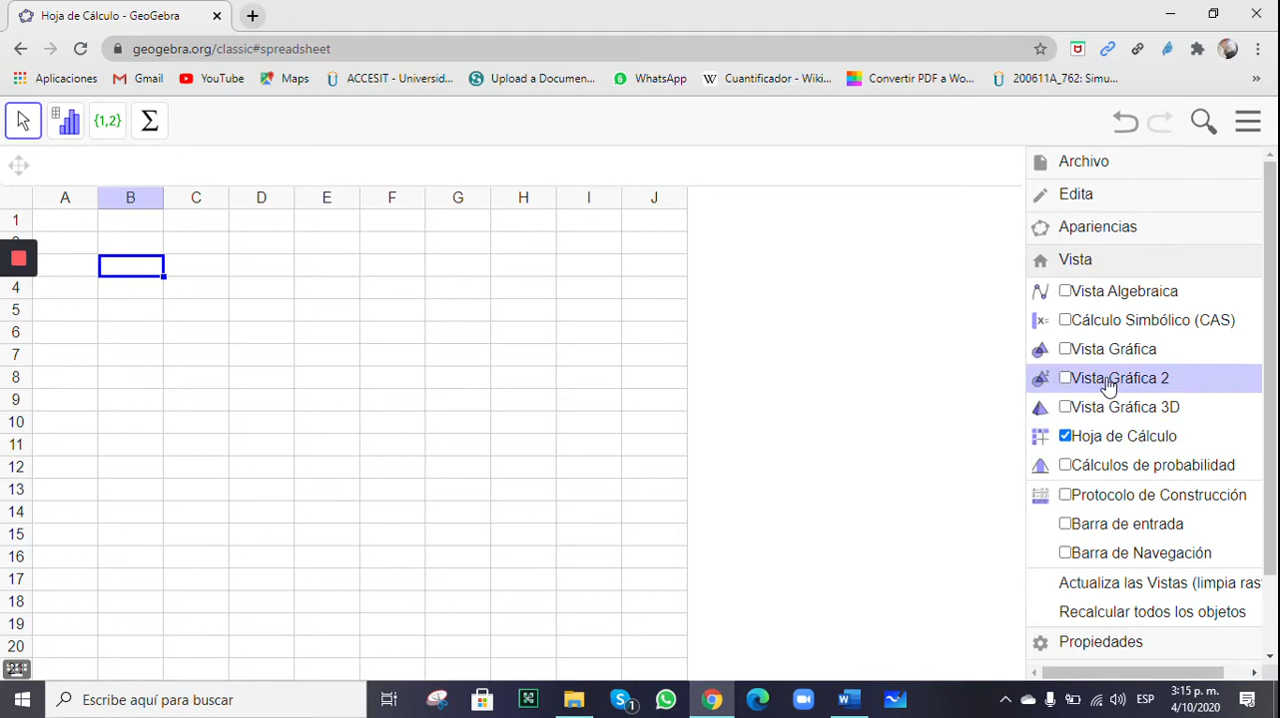 Hoja de Cálculo - GeoGebra
geogebra.org/classic#spreadsheet
Aplicaciones Gmail YouTube Maps ACCESIT - Universid... Upload a Documen... WhatsApp Cuantificador - Wiki... Convertir PDF a Wo... 200611A_762: Simu... »
{1,2} Σ
Archivo
A B C D E F G H I J
Edita
1
Apariencias
Vista
4
Vista Algebraica
5
Cálculo Simbólico (CAS)
6
Vista Gráfica
7
Vista Gráfica 2
8
Vista Gráfica 3D
9
10
Hoja de Cálculo
11
Cálculos de probabilidad
12
13
Protocolo de Construcción
14
Barra de entrada
15
Barra de Navegación
16
Actualiza las Vistas (limpia ras
17
Recalcular todos los objetos
18
19
Propiedades
20
21
Escribe aquí para buscar
1
ESP
3:15 p. m.
4/10/2020